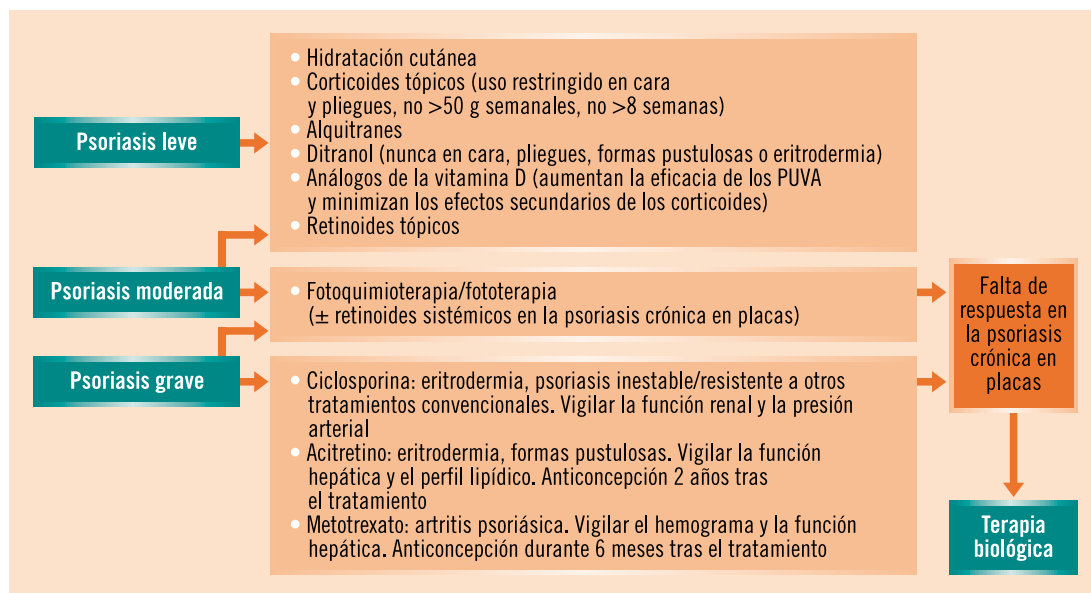 Psoriasis leve
• Hidratación cutánea
• Corticoides tópicos (uso restringido en cara
y pliegues, no >50 g semanales, no >8 semanas)
• Alquitranes
• Ditranol (nunca en cara, pliegues, formas pustulosas o eritrodermia)
• Análogos de la vitamina D (aumentan la eficacia de los PUVA
y minimizan los efectos secundarios de los corticoides)
• Retinoides tópicos
Psoriasis moderada
• Fotoquimioterapia/fototerapia
(± retinoides sistémicos en la psoriasis crónica en placas)
Psoriasis grave
• Ciclosporina: eritrodermia, psoriasis inestable/resistente a otros
tratamientos convencionales. Vigilar la función renal y la presión
arterial
• Acitretino: eritrodermia, formas pustulosas. Vigilar la función
hepática y el perfil lipídico. Anticoncepción 2 años tras
el tratamiento
• Metotrexato: artritis psoriásica. Vigilar el hemograma y la función
hepática. Anticoncepción durante 6 meses tras el tratamiento
Falta de
respuesta en
la psoriasis
crónica en
placas
Terapia
biológica